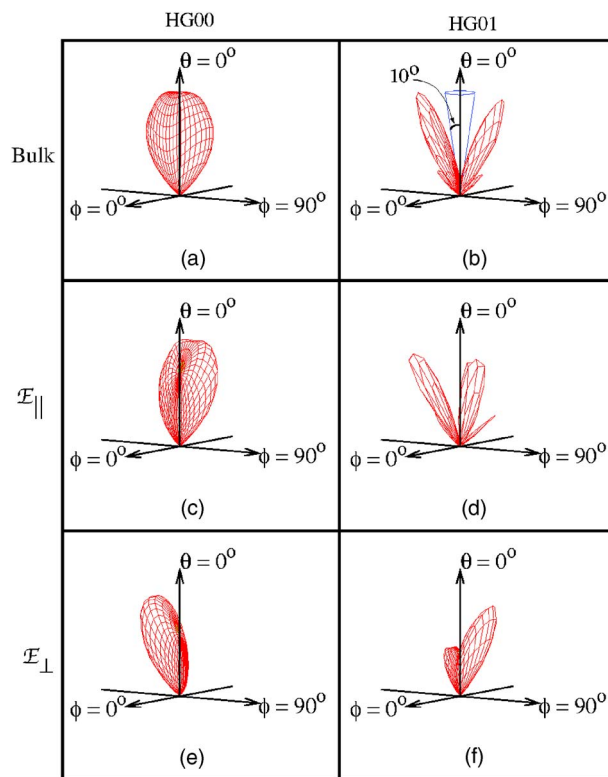 HG00 HG01
θ = 0° θ = 0°
10°
Bulk
ϕ = 0° ϕ = 90° ϕ = 0° ϕ = 90°
(a) (b)
θ = 0° θ = 0°
ℰ||
ϕ = 0° ϕ = 90° ϕ = 0° ϕ = 90°
(c) (d)
θ = 0° θ = 0°
ℰ⊥
ϕ = 0° ϕ = 90° ϕ = 0° ϕ = 90°
(e) (f)